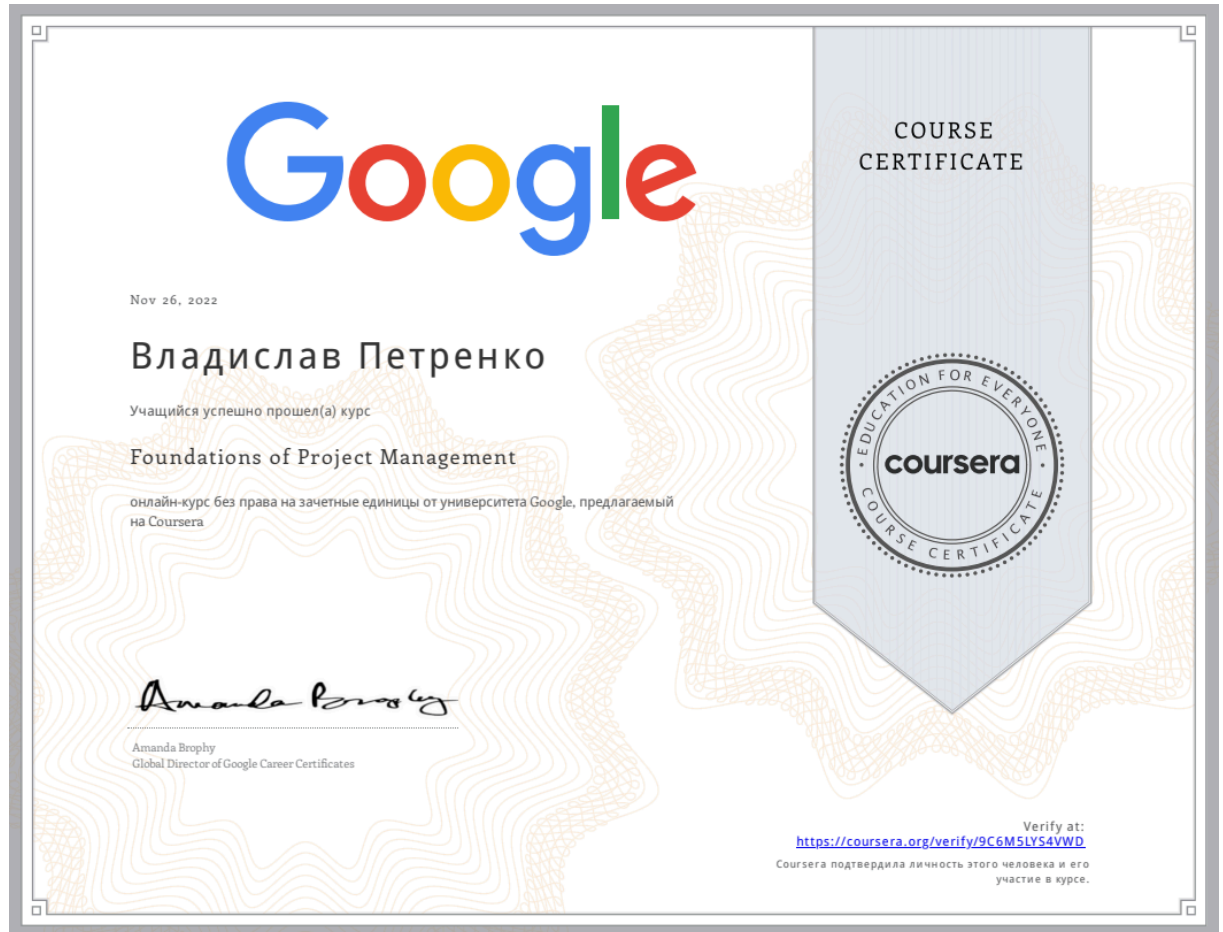 Google
COURSE
CERTIFICATE
Nov 26, 2022
Владислав Петренко
Учащийся успешно прошел(а) курс
Foundations of Project Management
онлайн-курс без права на зачетные единицы от университета Google, предлагаемый
на Coursera
EDUCATION FOR EVERYONE
coursera
COURSE CERTIFICATE
Amanda Brophy
Amanda Brophy
Global Director of Google Career Certificates
Verify at:
https://coursera.org/verify/9C6M5LYS4VWD
Coursera подтвердила личность этого человека и его
участие в курсе.